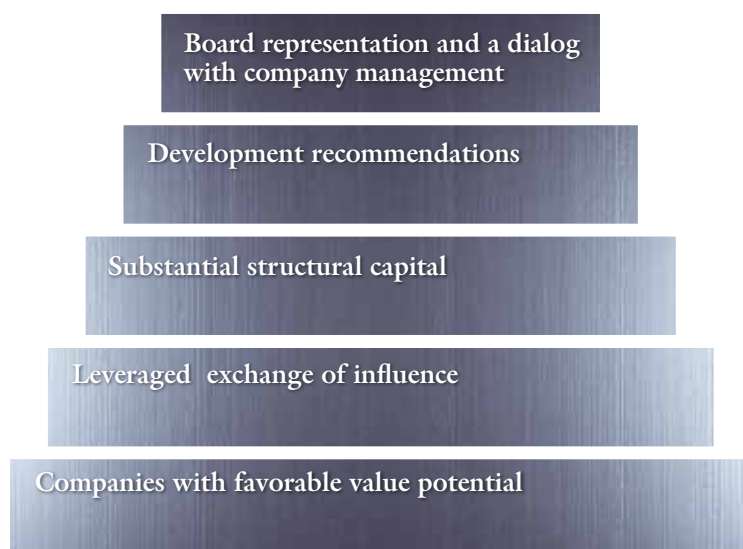 Board representation and a dialog
with company management
Development recommendations
Substantial structural capital
Leveraged  exchange of influence
Companies with favorable value potential